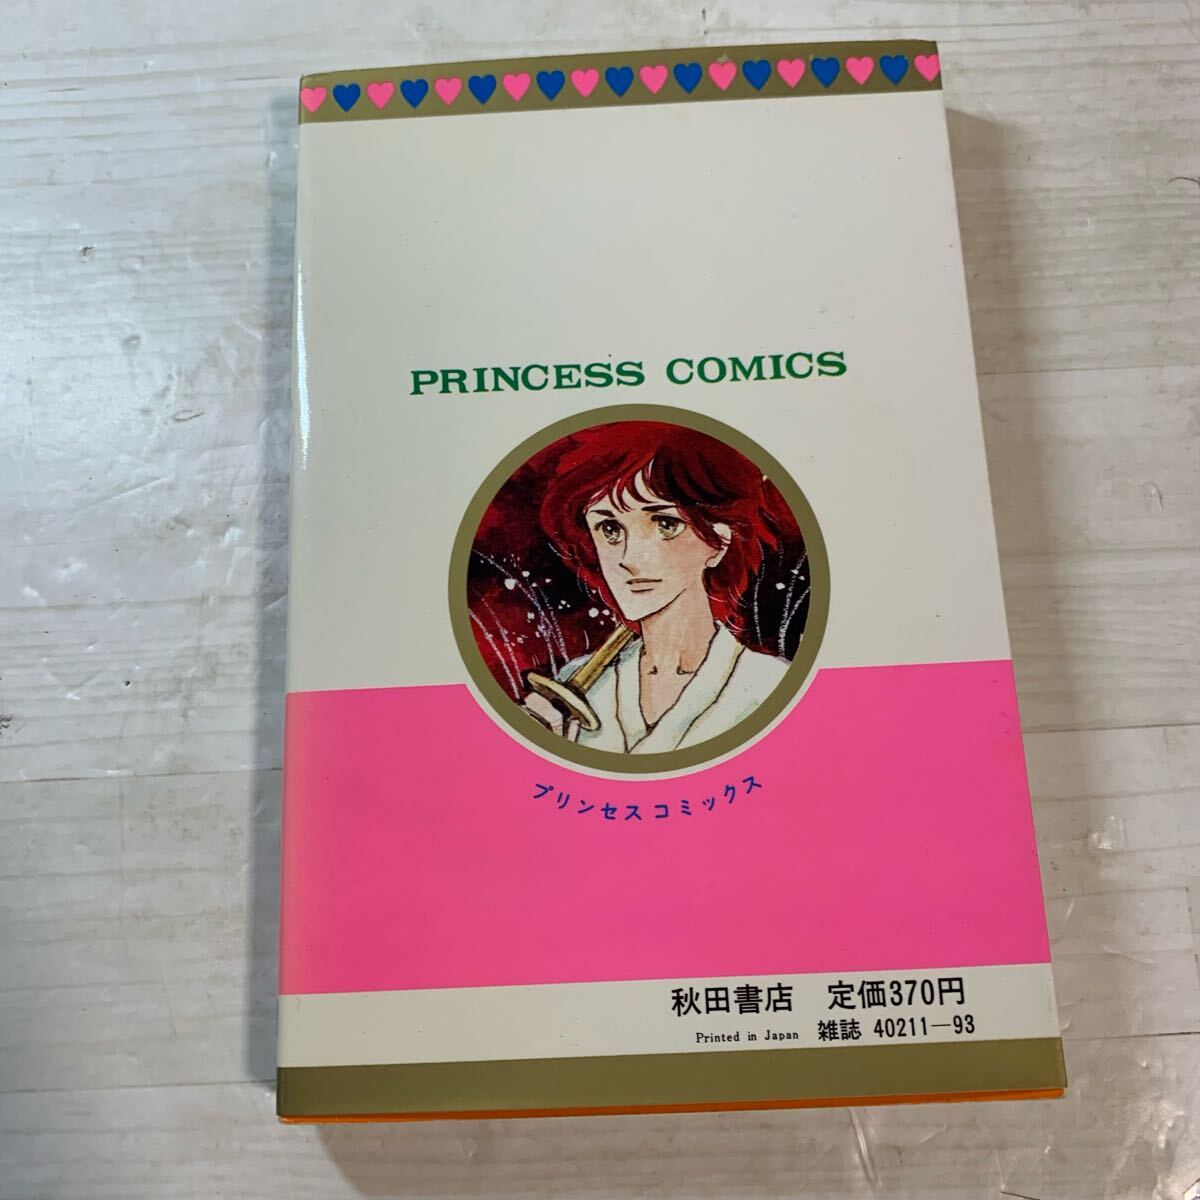 PRINCESS COMICS
プリンセス コミックス
秋田書店 定価370円
Printed in Japan 雑誌 40211-93